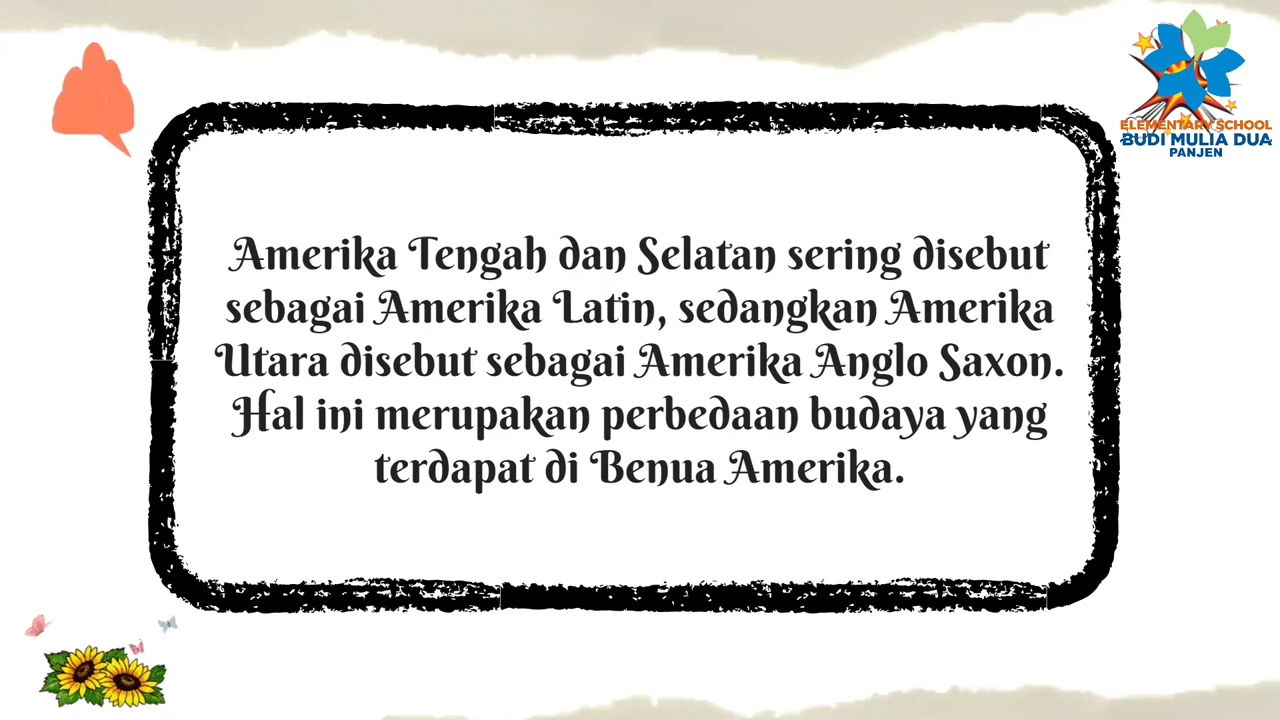 ELEMENTARY SCHOOL
BUDI MULIA DUA
PANJEN
Amerika Tengah dan Selatan sering disebut
sebagai Amerika Latin, sedangkan Amerika
Utara disebut sebagai Amerika Anglo Saxon.
Hal ini merupakan perbedaan budaya yang
terdapat di Benua Amerika.